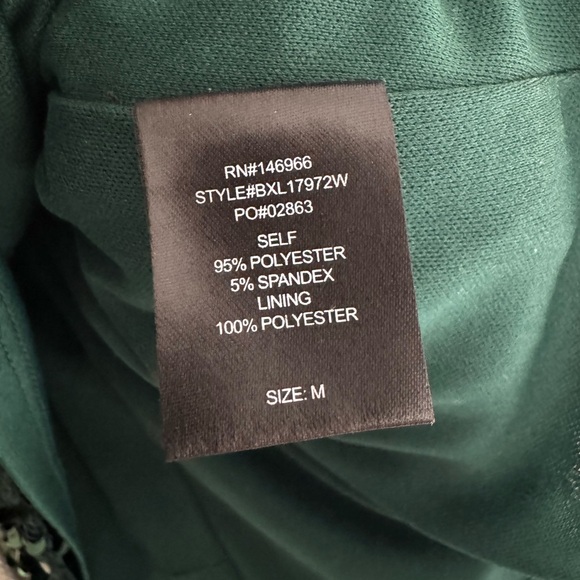 RN#146966
STYLE#BXL17972W
PO#02863
SELF
95% POLYESTER
5% SPANDEX
LINING
100% POLYESTER
SIZE: M